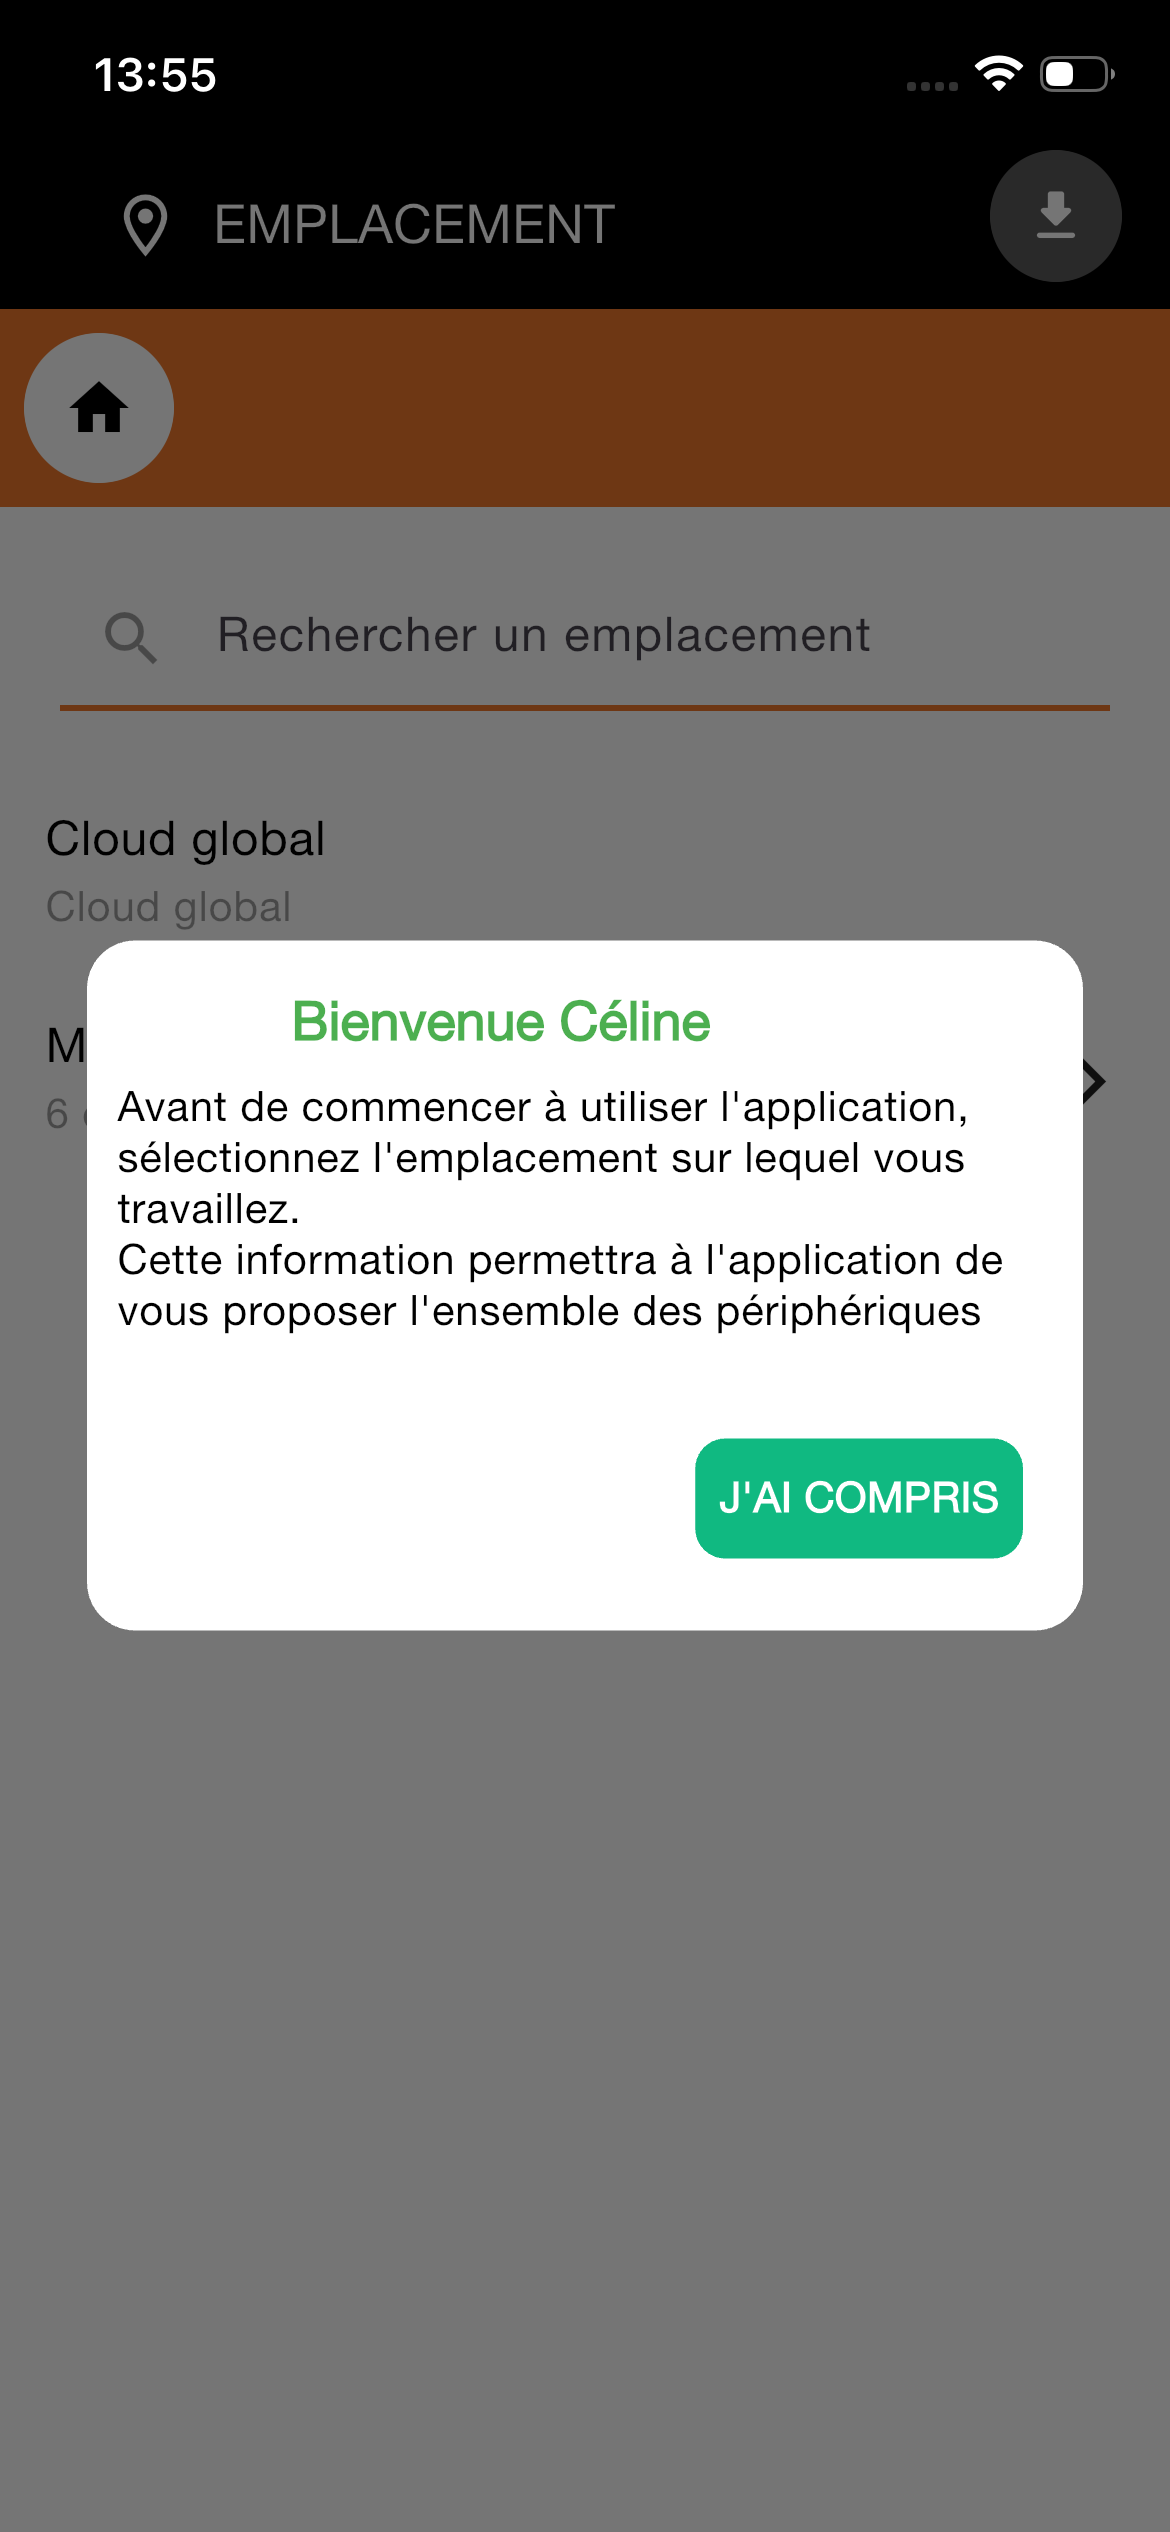 13:55
EMPLACEMENT
Rechercher un emplacement
Cloud global
Cloud global
Bienvenue Céline
Avant de commencer à utiliser l'application,
sélectionnez l'emplacement sur lequel vous
travaillez.
Cette information permettra à l'application de
vous proposer l'ensemble des périphériques
6
J'AI COMPRIS